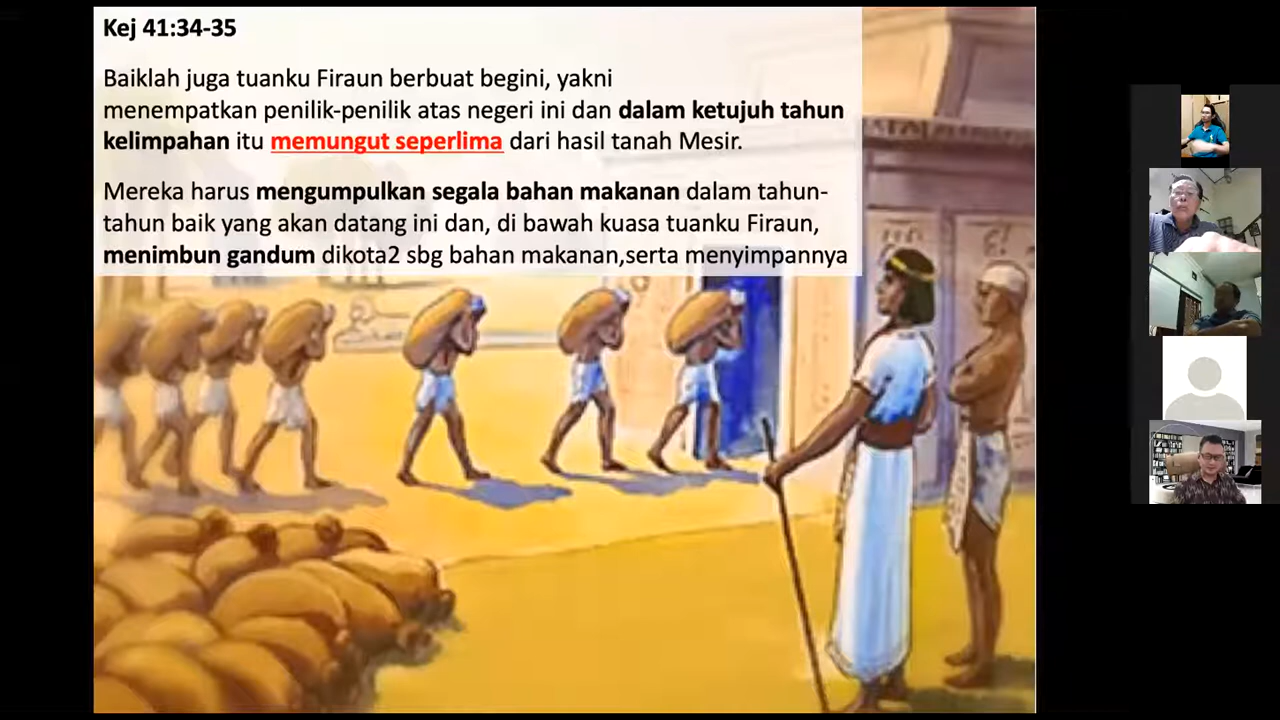 Kej 41:34-35
Baiklah juga tuanku Firaun berbuat begini, yakni
menempatkan penilik-penilik atas negeri ini dan dalam ketujuh tahun
kelimpahan itu memungut seperlima dari hasil tanah Mesir.
Mereka harus mengumpulkan segala bahan makanan dalam tahun-
tahun baik yang akan datang ini dan, di bawah kuasa tuanku Firaun,
menimbun gandum dikota2 sbg bahan makanan,serta menyimpannya